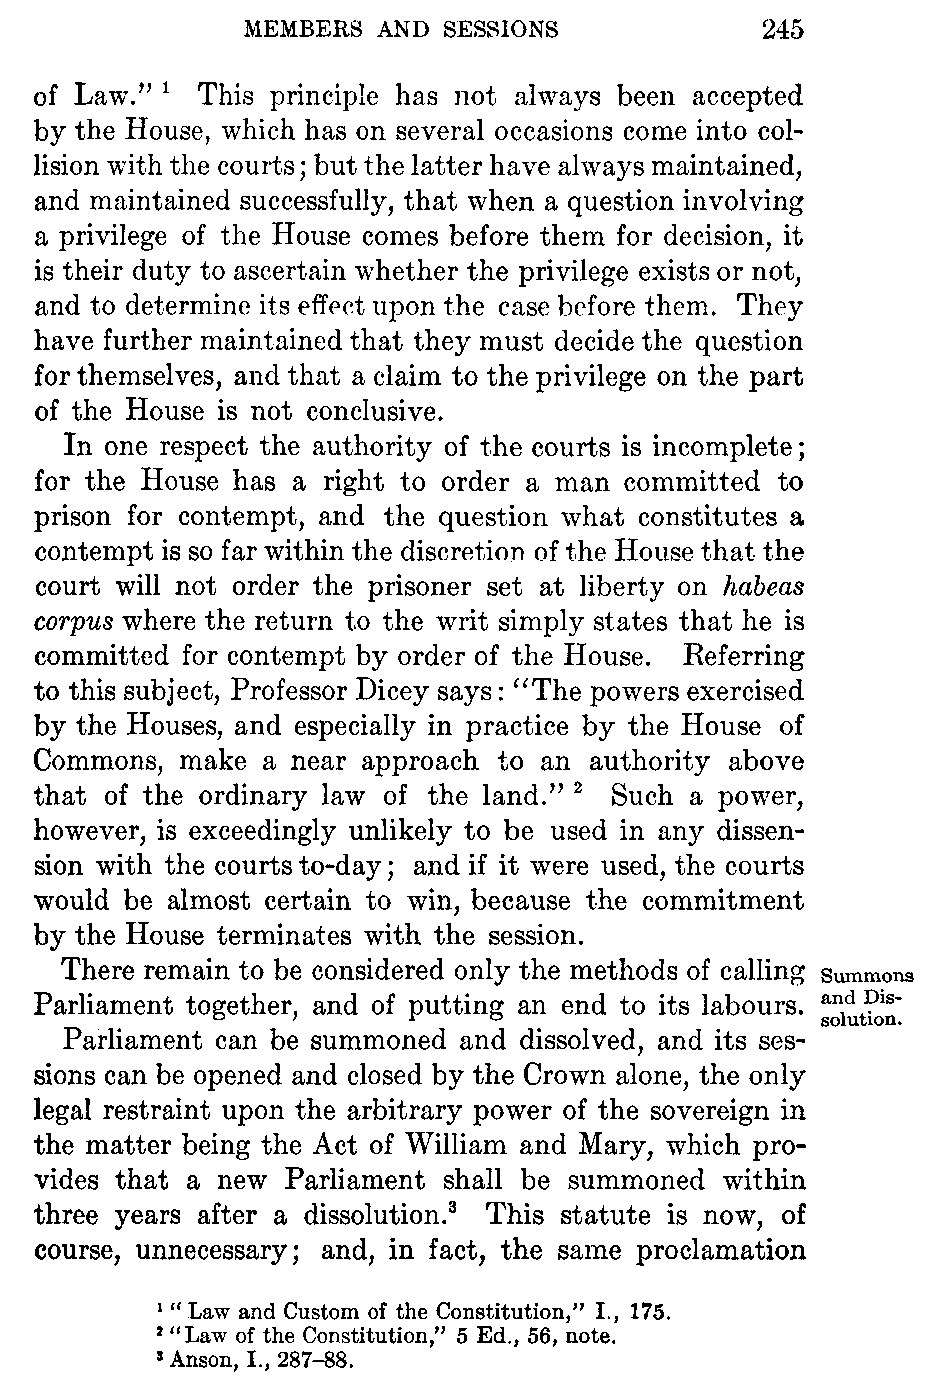 MEMBERS AND SESSIONS 245
of Law." ¹ This principle has not always been accepted
by the House, which has on several occasions come into col-
lision with the courts; but the latter have always maintained,
and maintained successfully, that when a question involving
a privilege of the House comes before them for decision, it
is their duty to ascertain whether the privilege exists or not,
and to determine its effect upon the case before them. They
have further maintained that they must decide the question
for themselves, and that a claim to the privilege on the part
of the House is not conclusive.
In one respect the authority of the courts is incomplete;
for the House has a right to order a man committed to
prison for contempt, and the question what constitutes a
contempt is so far within the discretion of the House that the
court will not order the prisoner set at liberty on habeas
corpus where the return to the writ simply states that he is
committed for contempt by order of the House. Referring
to this subject, Professor Dicey says: "The powers exercised
by the Houses, and especially in practice by the House of
Commons, make a near approach to an authority above
that of the ordinary law of the land." ² Such a power,
however, is exceedingly unlikely to be used in any dissen-
sion with the courts to-day; and if it were used, the courts
would be almost certain to win, because the commitment
by the House terminates with the session.
There remain to be considered only the methods of calling
Parliament together, and of putting an end to its labours.
Summons
and Dis-
solution.
Parliament can be summoned and dissolved, and its ses-
sions can be opened and closed by the Crown alone, the only
legal restraint upon the arbitrary power of the sovereign in
the matter being the Act of William and Mary, which pro-
vides that a new Parliament shall be summoned within
three years after a dissolution.³ This statute is now, of
course, unnecessary; and, in fact, the same proclamation
¹ "Law and Custom of the Constitution," I., 175.
² "Law of the Constitution," 5 Ed., 56, note.
³ Anson, I., 287–88.